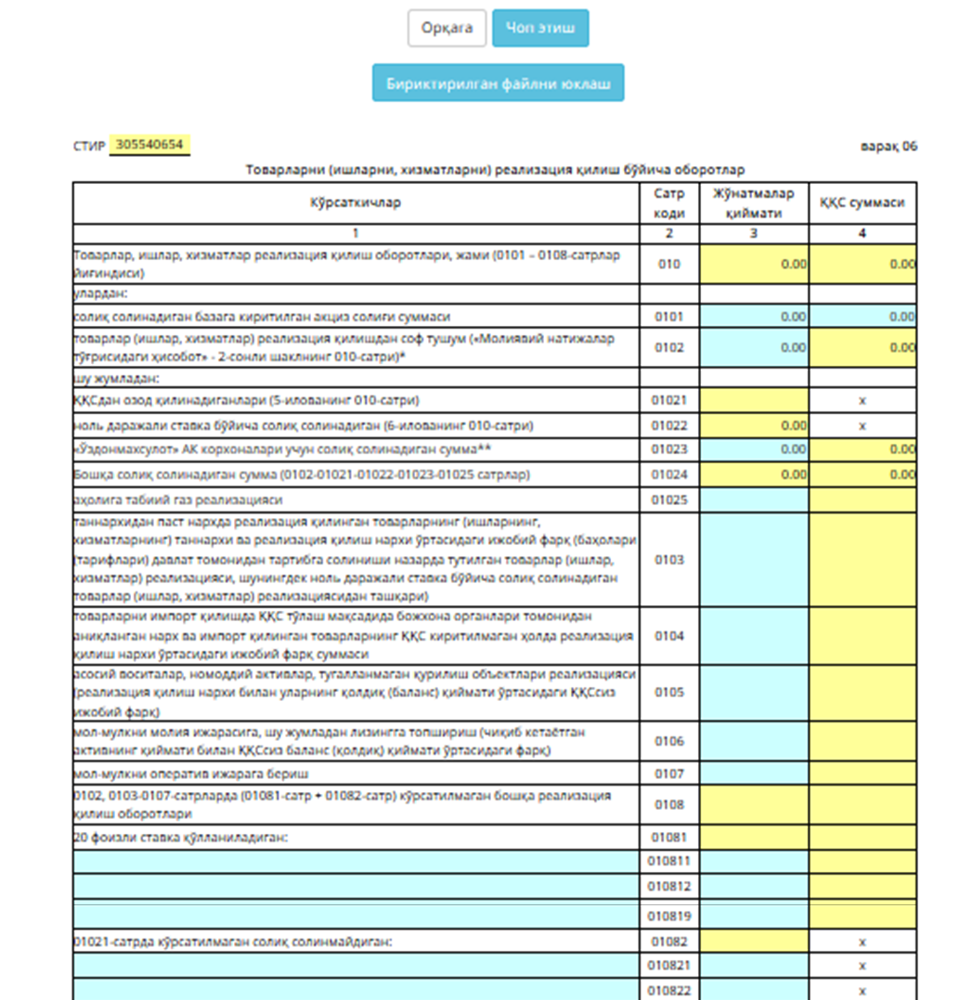 Орқага Чоп этиш
Бириктирилган файлни юклаш
СТИР 305540654 варақ 06
Товарларни (ишларни, хизматларни) реализация қилиш бўйича оборотлар
Кўрсаткичлар Сатр коди Жўнатмалар қиймати ҚҚС суммаси
1 2 3 4
Товарлар, ишлар, хизматлар реализация қилиш оборотлари, жами (0101 – 0108-сатрлар
йиғиндиси) 010 0.00 0.00
улардан:
солиқ солинадиган базага киритилган акциз солиғи суммаси 0101 0.00 0.00
товарлар (ишлар, хизматлар) реализация қилишдан соф тушум («Молиявий натижалар
тўғрисидаги ҳисобот» - 2-сонли шаклнинг 010-сатри)* 0102 0.00 0.00
шу жумладан:
ҚҚСдан озод қилинадиганлари (5-илованинг 010-сатри) 01021 х
ноль даражали ставка бўйича солиқ солинадиган (6-илованинг 010-сатри) 01022 0.00 х
«Ўздонмахсулот» АК корхоналари учун солиқ солинадиган сумма** 01023 0.00 0.00
Бошқа солиқ солинадиган сумма (0102-01021-01022-01023-01025 сатрлар) 01024 0.00 0.00
аҳолига табиий газ реализацияси 01025
таннархидан паст нархда реализация қилинган товарларнинг (ишларнинг,
хизматларнинг) таннархи ва реализация қилиш нархи ўртасидаги ижобий фарқ (баҳолари
(тарифлари) давлат томонидан тартибга солиниши назарда тутилган товарлар (ишлар,
хизматлар) реализацияси, шунингдек ноль даражали ставка бўйича солиқ солинадиган
товарлар (ишлар, хизматлар) реализациясидан ташқари) 0103
товарларни импорт қилишда ҚҚС тўлаш мақсадида божхона органлари томонидан
аниқланган нарх ва импорт қилинган товарларнинг ҚҚС киритилмаган ҳолда реализация
қилиш нархи ўртасидаги ижобий фарқ суммаси 0104
асосий воситалар, номоддий активлар, тугалланмаган қурилиш объектлари реализацияси
(реализация қилиш нархи билан уларнинг қолдиқ (баланс) қиймати ўртасидаги ҚҚСсиз
ижобий фарқ) 0105
мол-мулкни молия ижарасига, шу жумладан лизингга топшириш (чиқиб кетаётган
активнинг қиймати билан ҚҚСсиз баланс (қолдиқ) қиймати ўртасидаги фарқ) 0106
мол-мулкни оператив ижарага бериш 0107
0102, 0103-0107-сатрларда (01081-сатр + 01082-сатр) кўрсатилмаган бошқа реализация
қилиш оборотлари 0108
20 фоизли ставка қўлланиладиган: 01081
010811
010812
010819
01021-сатрда кўрсатилмаган солиқ солинмайдиган: 01082 х
010821 х
010822 х